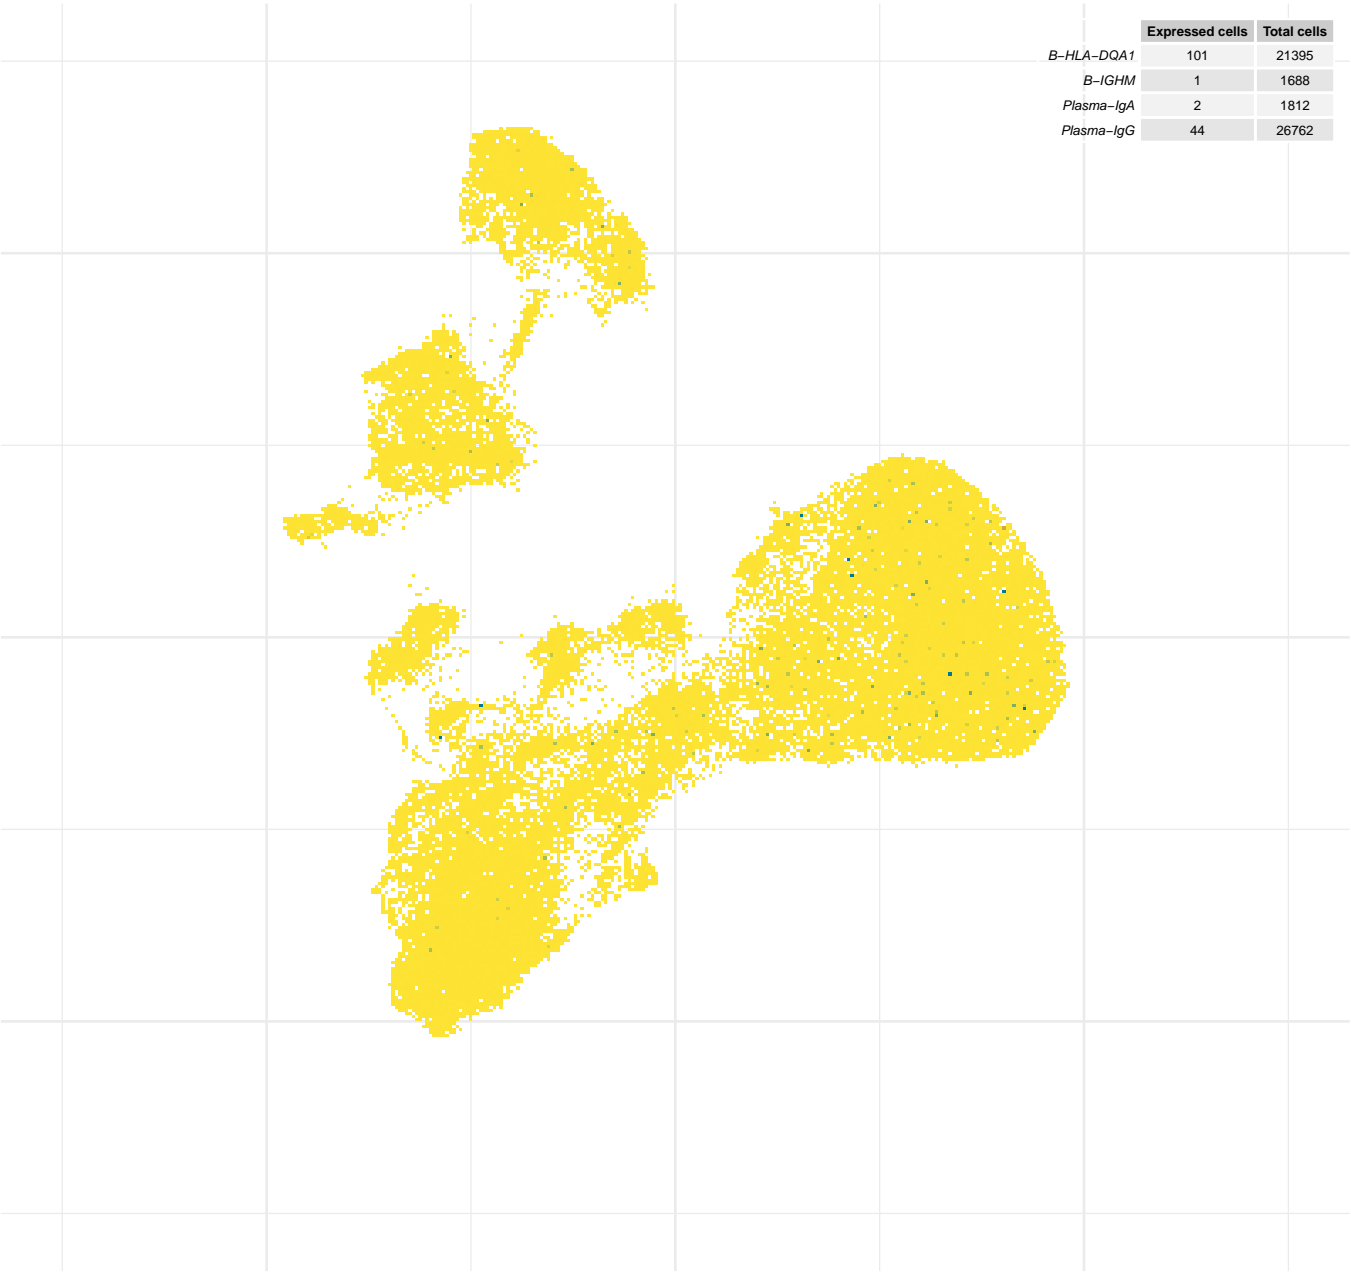 Expressed cells Total cells
B−HLA−DQA1 101 21395
B−IGHM 1 1688
Plasma−IgA 2 1812
Plasma−IgG 44 26762